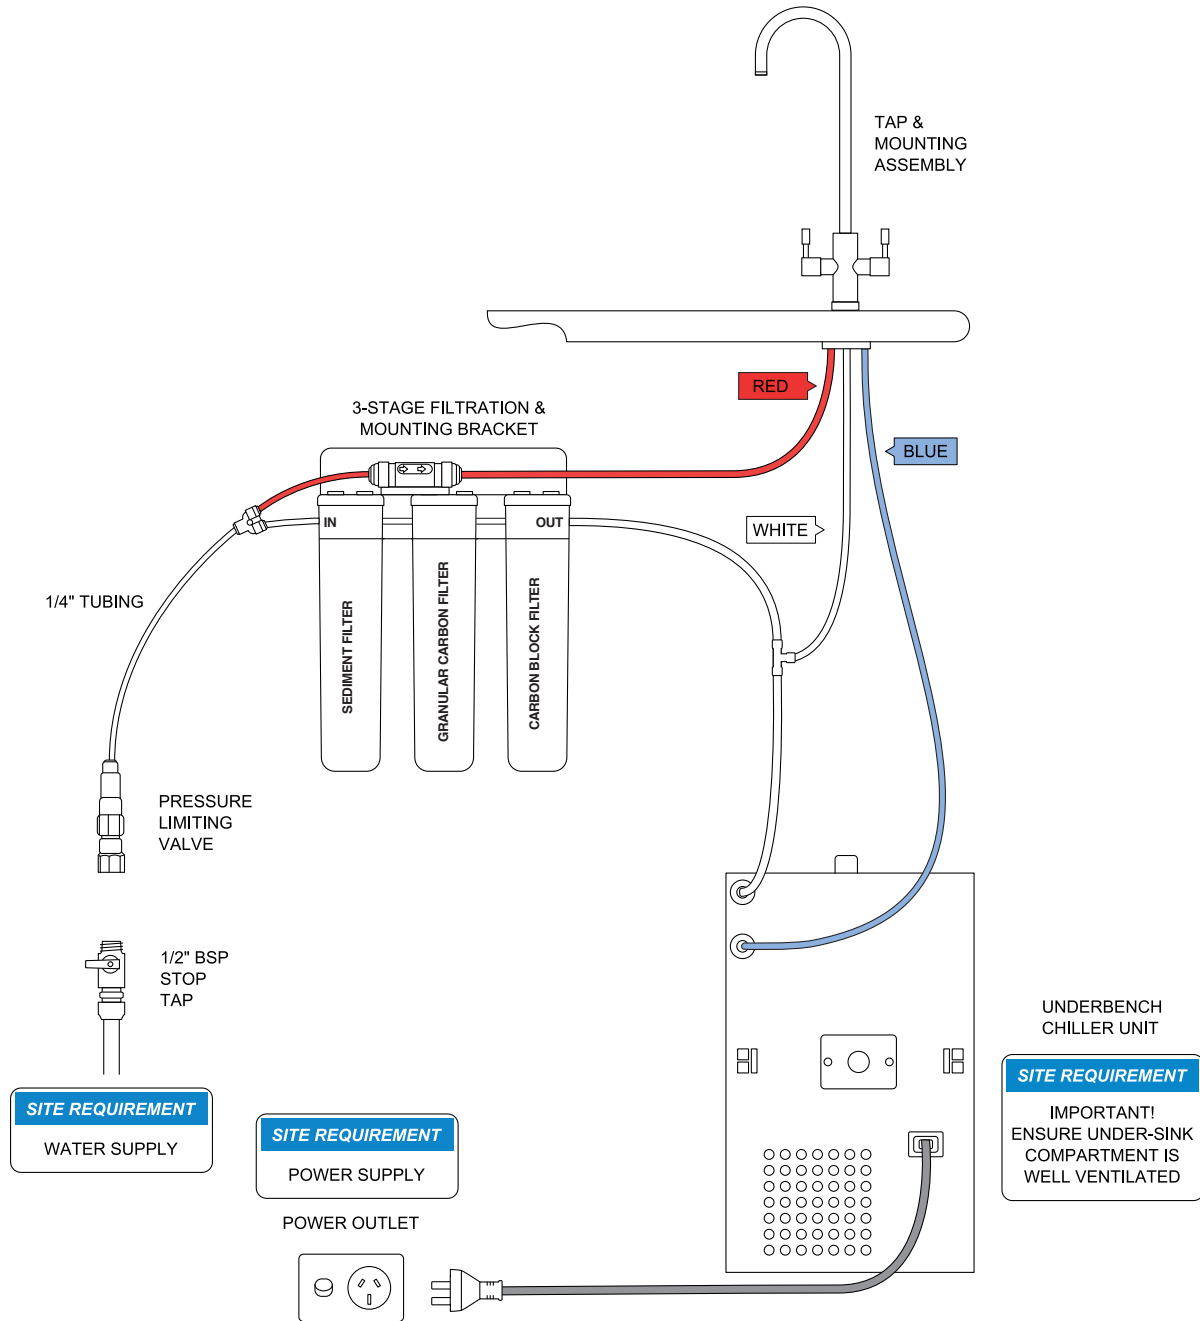 TAP &
MOUNTING
ASSEMBLY
RED
3-STAGE FILTRATION &
MOUNTING BRACKET
BLUE
IN
OUT
WHITE
1/4" TUBING
SEDIMENT FILTER
GRANULAR CARBON FILTER
CARBON BLOCK FILTER
PRESSURE
LIMITING
VALVE
1/2" BSP
STOP
TAP
UNDERBENCH
CHILLER UNIT
SITE REQUIREMENT
IMPORTANT!
ENSURE UNDER-SINK
COMPARTMENT IS
WELL VENTILATED
SITE REQUIREMENT
WATER SUPPLY
SITE REQUIREMENT
POWER SUPPLY
POWER OUTLET